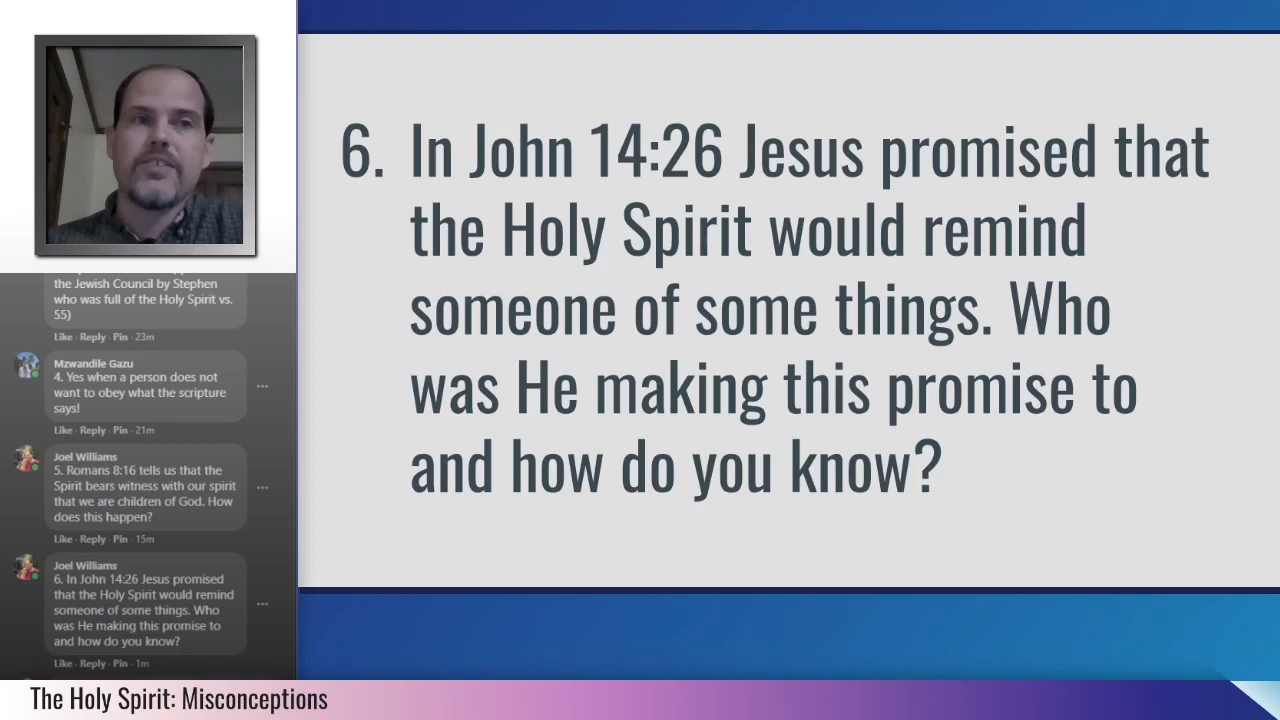 6. In John 14:26 Jesus promised that
the Holy Spirit would remind
someone of some things. Who
was He making this promise to
and how do you know?
the Jewish Council by Stephen
who was full of the Holy Spirit vs.
55)
Like · Reply · Pin · 23m
Mzwandile Gazu
4. Yes when a person does not
want to obey what the scripture
says!
Like · Reply · Pin · 21m
Joel Williams
5. Romans 8:16 tells us that the
Spirit bears witness with our spirit
that we are children of God. How
does this happen?
Like · Reply · Pin · 15m
Joel Williams
6. In John 14:26 Jesus promised
that the Holy Spirit would remind
someone of some things. Who
was He making this promise to
and how do you know?
Like · Reply · Pin · 1m
The Holy Spirit: Misconceptions